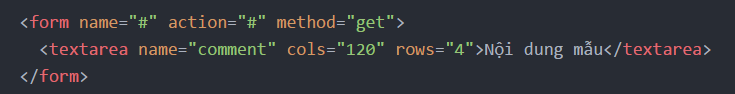 <form name="#" action="#" method="get">
  <textarea name="comment" cols="120" rows="4">Nội dung mẫu</textarea>
</form>